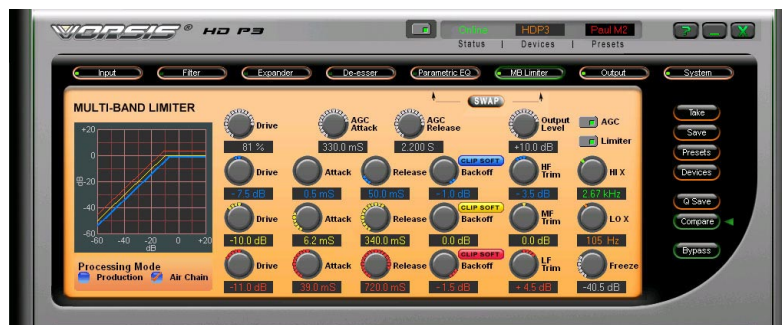 VORSIS ® HD P3
Online HDP3 Paul M2
Status | Devices | Presets
? _ X
Input Filter Expander De-esser Parametric EQ MB Limiter Output System
SWAP
MULTI-BAND LIMITER
+20
0
-20
-40
-60
dB
-60 -40 -20 0 +20
dB
Processing Mode
Production Air Chain
Drive AGC Attack AGC Release Output Level AGC
Limiter
81 % 330.0 mS 2.200 S +10.0 dB
CLIP SOFT
Drive Attack Release Backoff HF Trim HI X
-7.5 dB 0.5 mS 50.0 mS -1.0 dB -3.5 dB 2.67 kHz
CLIP SOFT
Drive Attack Release Backoff MF Trim LO X
-10.0 dB 6.2 mS 340.0 mS 0.0 dB 0.0 dB 105 Hz
CLIP SOFT
Drive Attack Release Backoff LF Trim Freeze
-11.0 dB 39.0 mS 720.0 mS -1.5 dB +4.5 dB -40.5 dB
Take
Save
Presets
Devices
Q Save
Compare
Bypass